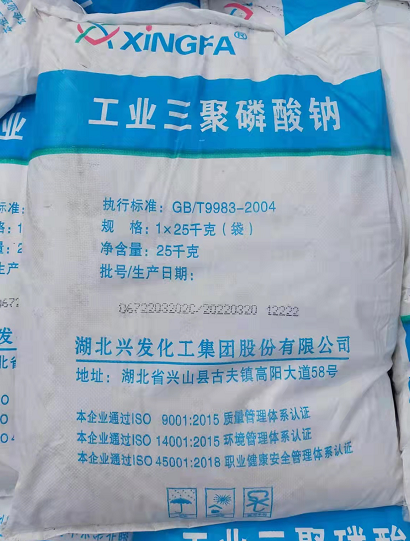 XINGFA®
工业三聚磷酸钠
执行标准：GB/T9983-2004
规 格：1×25千克（袋）
净含量：25千克
批号/生产日期：
湖北兴发化工集团股份有限公司
地址：湖北省兴山县古夫镇高阳大道58号
本企业通过ISO 9001:2015 质量管理体系认证
本企业通过ISO 14001:2015 环境管理体系认证
本企业通过ISO 45001:2018 职业健康安全管理体系认证
工业三聚磷酸